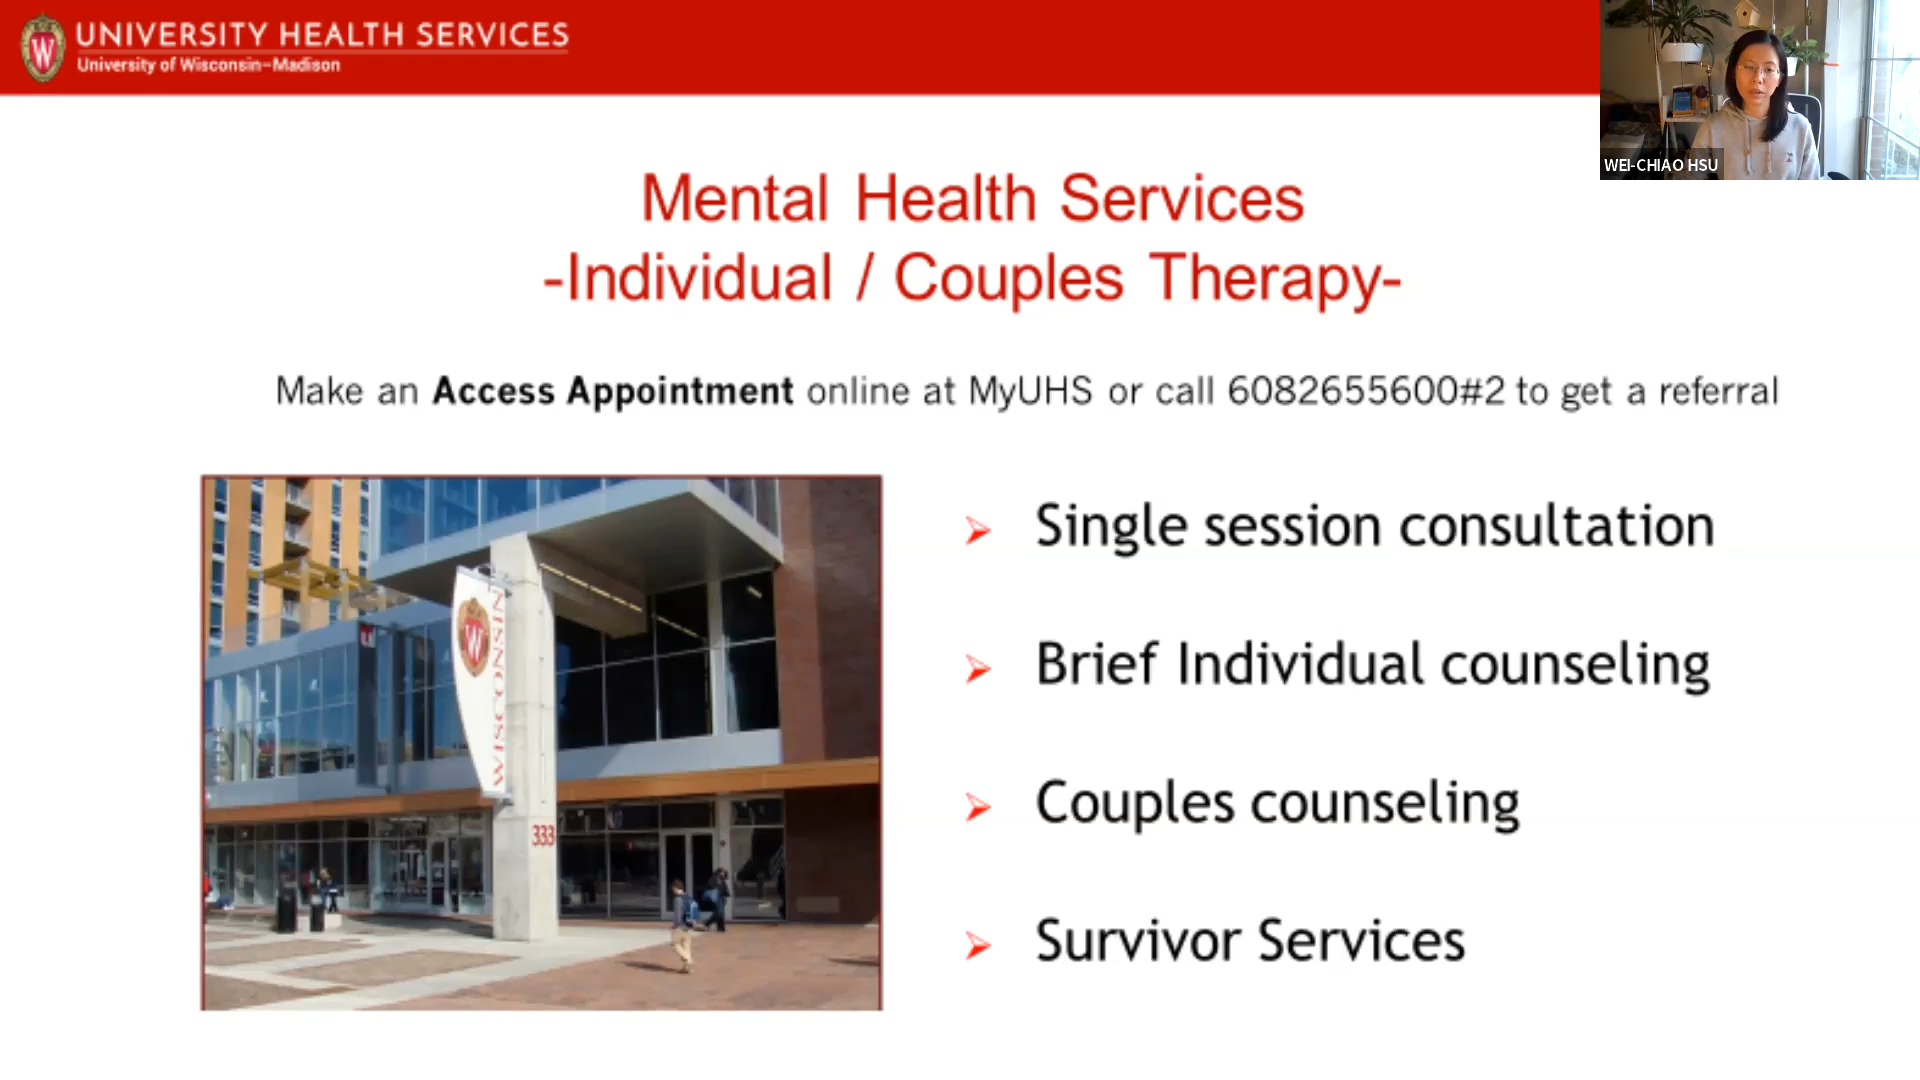 UNIVERSITY HEALTH SERVICES
University of Wisconsin–Madison
WEI-CHIAO HSU
Mental Health Services
-Individual / Couples Therapy-
Make an Access Appointment online at MyUHS or call 6082655600#2 to get a referral
W
WISCONSIN
333
➢ Single session consultation
➢ Brief Individual counseling
➢ Couples counseling
➢ Survivor Services